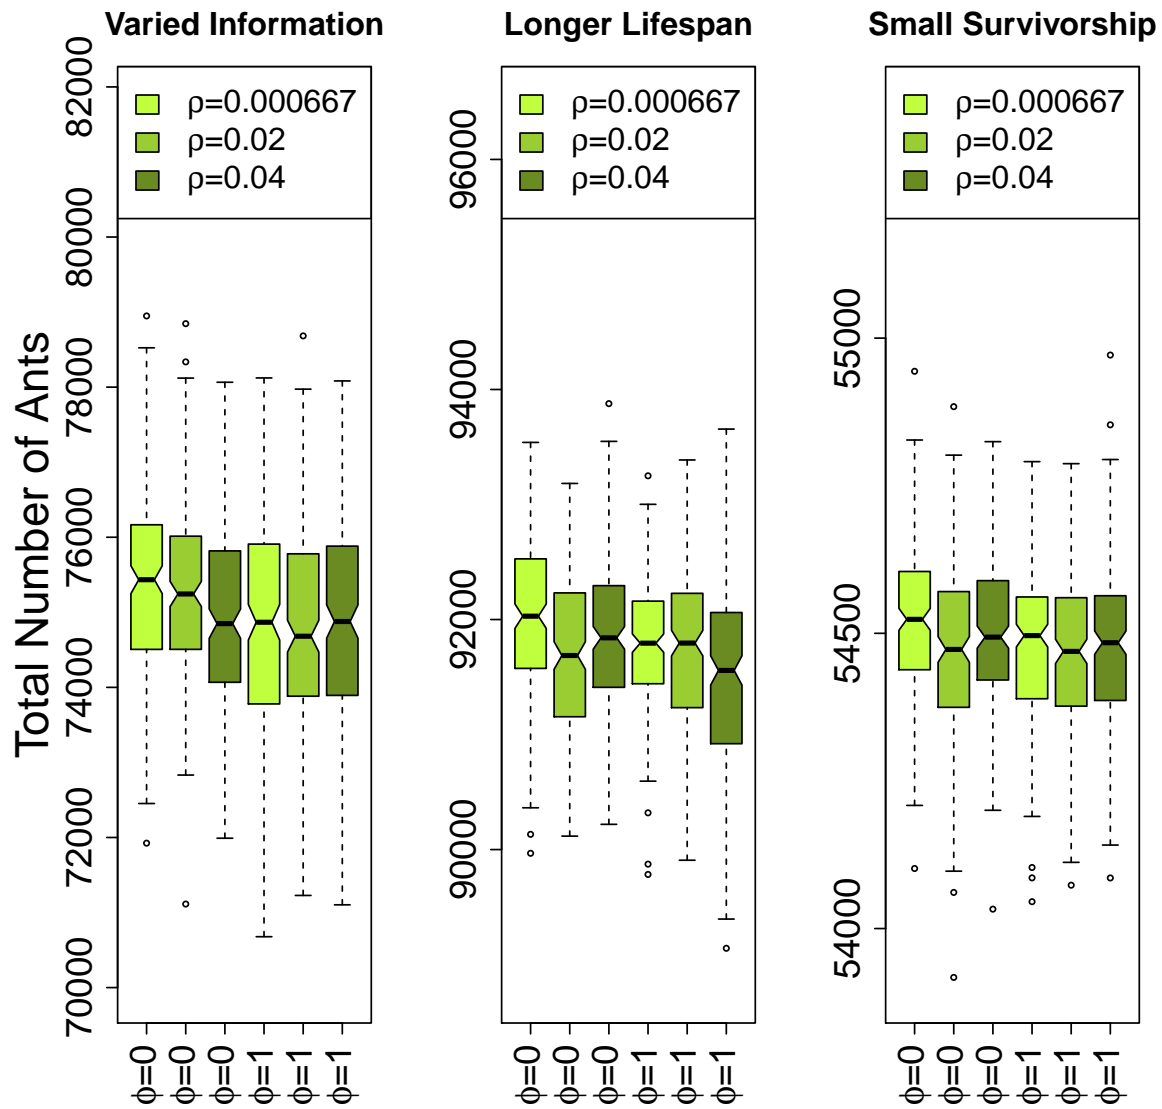 Varied Information
Longer Lifespan
Small Survivorship
Total Number of Ants
82000
80000
78000
76000
74000
72000
70000
ρ=0.000667
ρ=0.02
ρ=0.04
φ=0
φ=0
φ=0
φ=1
φ=1
φ=1
96000
94000
92000
90000
ρ=0.000667
ρ=0.02
ρ=0.04
φ=0
φ=0
φ=0
φ=1
φ=1
φ=1
55000
54500
54000
ρ=0.000667
ρ=0.02
ρ=0.04
φ=0
φ=0
φ=0
φ=1
φ=1
φ=1